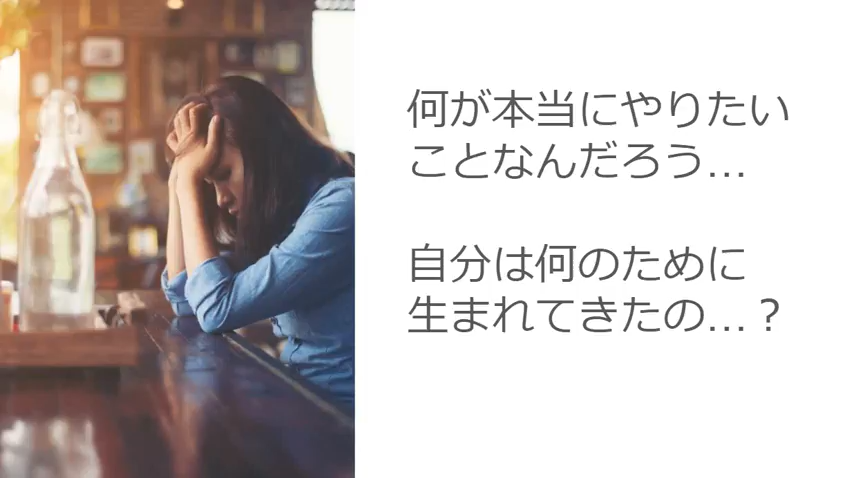 何が本当にやりたい
ことなんだろう…
自分は何のために
生まれてきたの…？